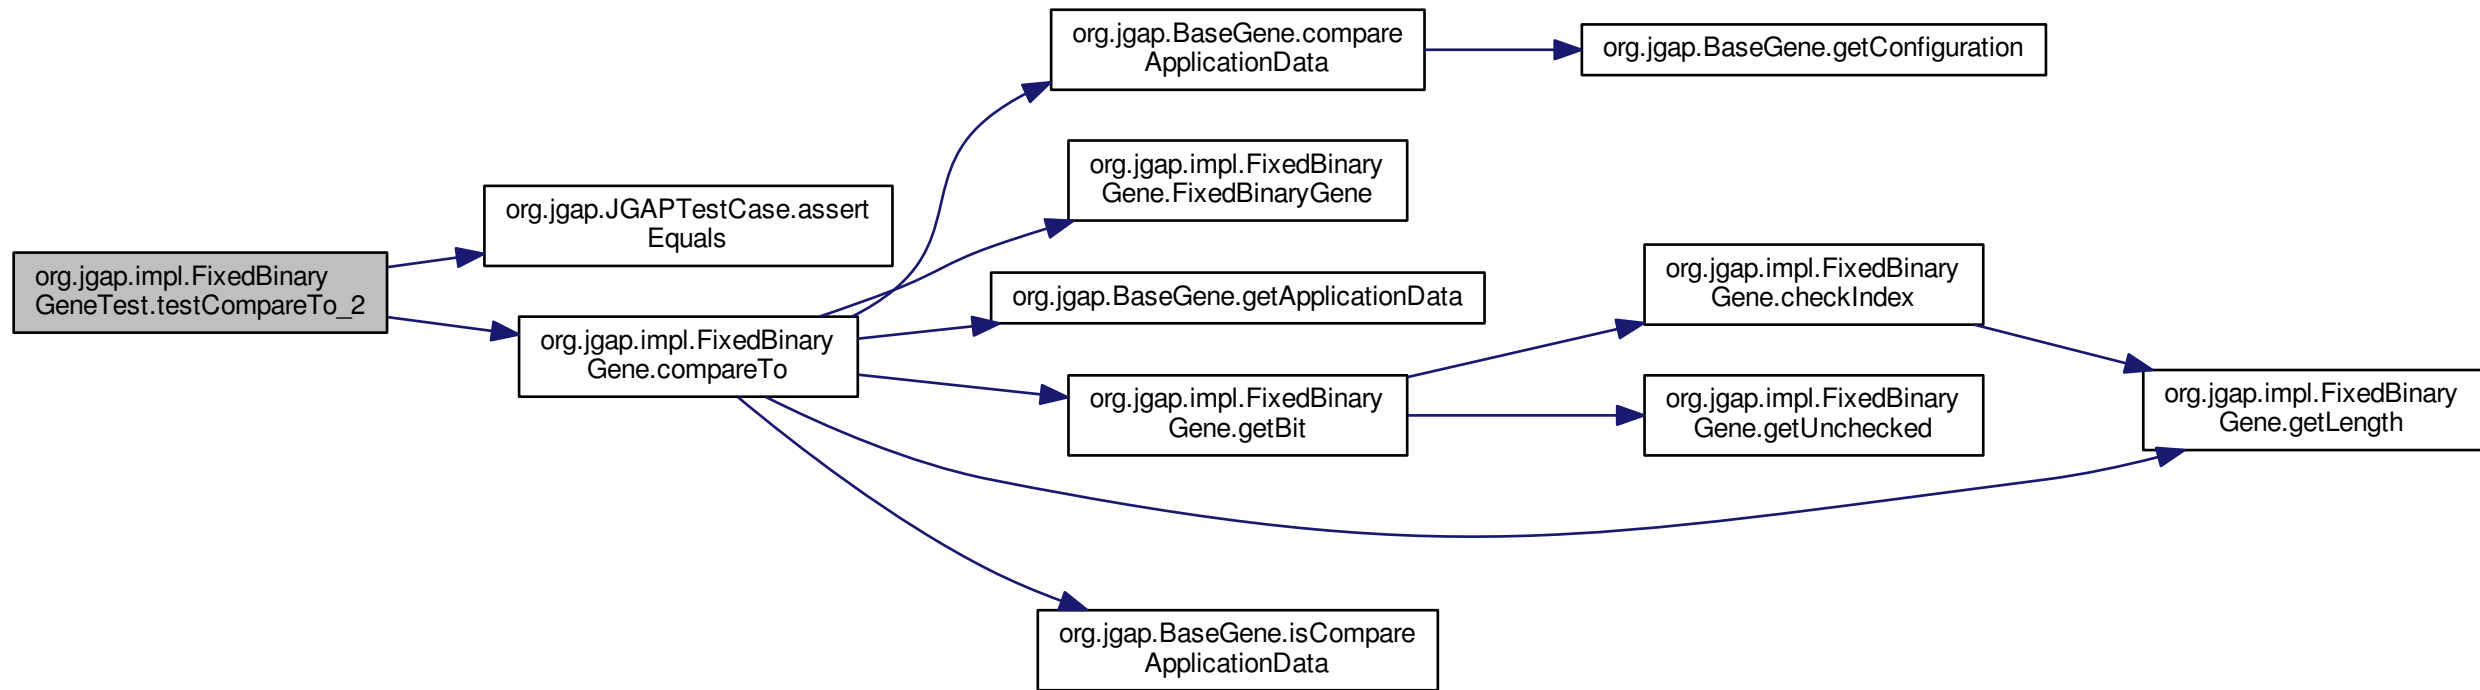 org.jgap.impl.FixedBinary
GeneTest.testCompareTo_2
org.jgap.JGAPTestCase.assert
Equals
org.jgap.impl.FixedBinary
Gene.compareTo
org.jgap.BaseGene.compare
ApplicationData
org.jgap.BaseGene.getConfiguration
org.jgap.impl.FixedBinary
Gene.FixedBinaryGene
org.jgap.BaseGene.getApplicationData
org.jgap.impl.FixedBinary
Gene.getBit
org.jgap.impl.FixedBinary
Gene.checkIndex
org.jgap.impl.FixedBinary
Gene.getUnchecked
org.jgap.impl.FixedBinary
Gene.getLength
org.jgap.BaseGene.isCompare
ApplicationData